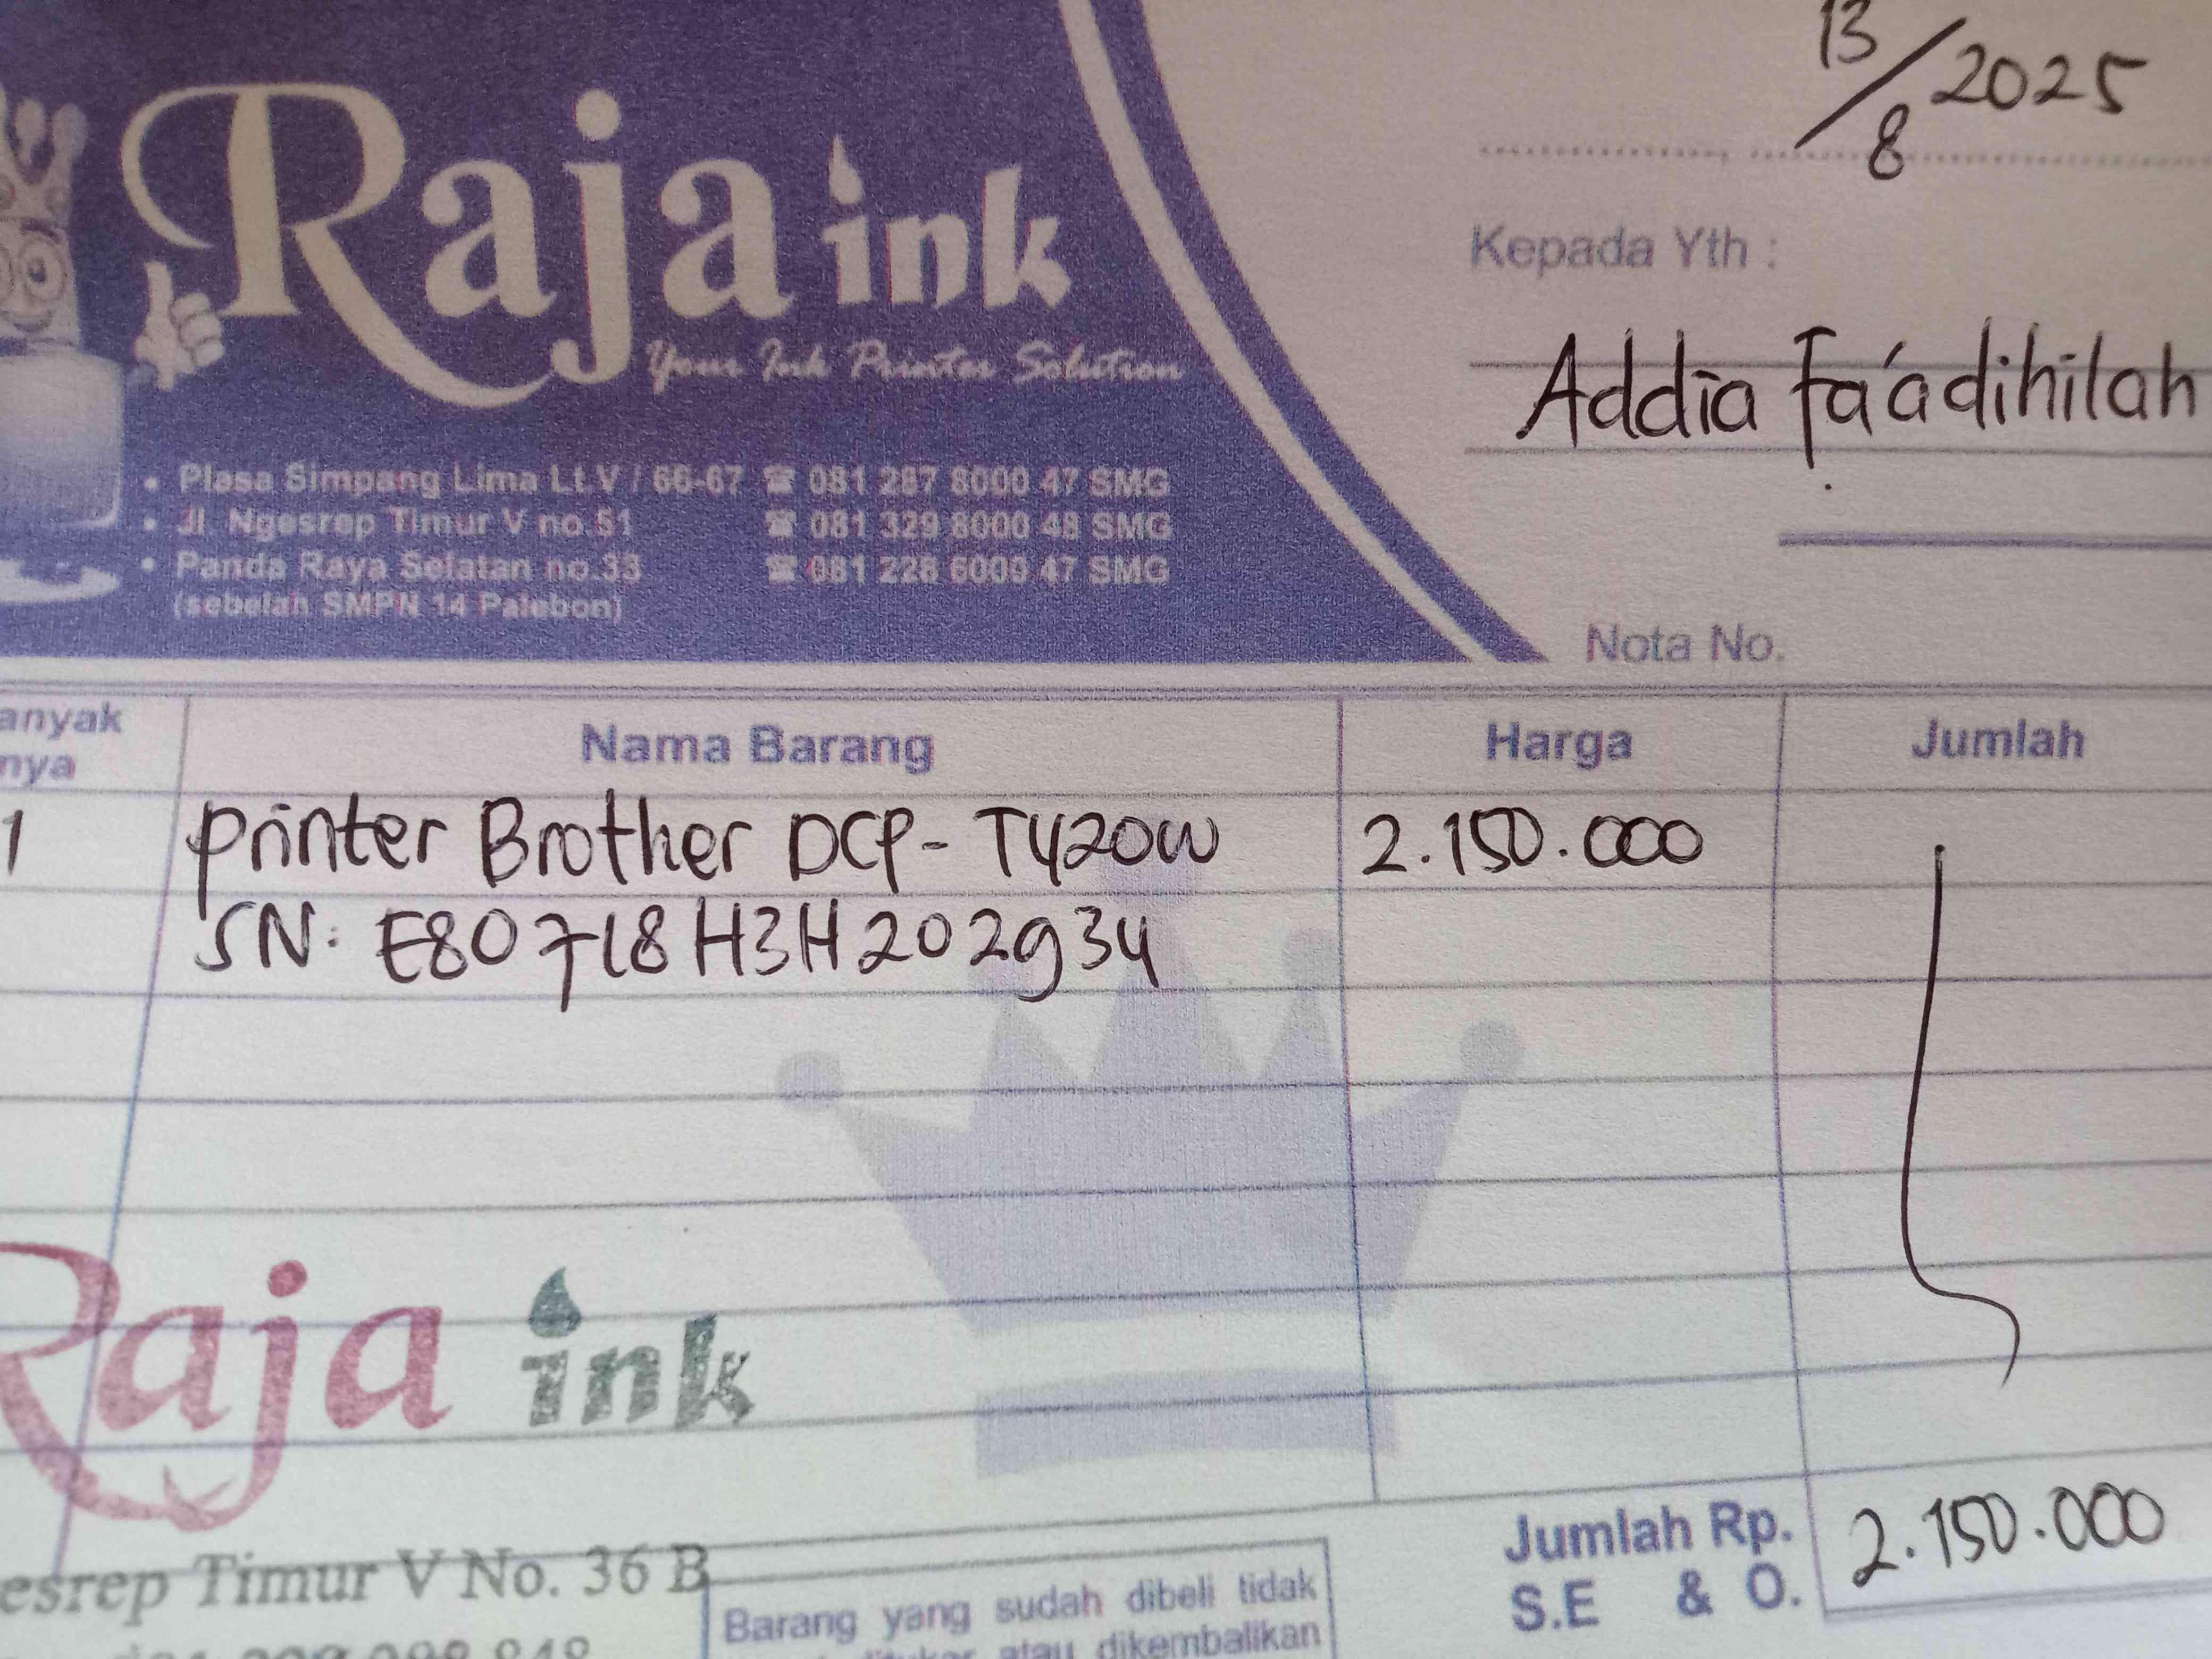 13/8 2025
Raja ink
Your Ink Printer Solution
Kepada Yth :
Addia Fa'adihilah
• Plasa Simpang Lima Lt.V / 66-67 ☎ 081 287 8000 47 SMG
• Jl. Ngesrep Timur V no.51 ☎ 081 329 8000 48 SMG
• Panda Raya Selatan no.33 ☎ 081 228 6009 47 SMG
(sebelah SMPN 14 Palebon)
Nota No.
anyak
nya
Nama Barang Harga Jumlah
1 printer Brother DCP-T420W 2.150.000
SN: E80718H3H202934
Raja ink
esrep Timur V No. 36 B
Jumlah Rp. 2.150.000
S.E & O.
Barang yang sudah dibeli tidak
atau dikembalikan